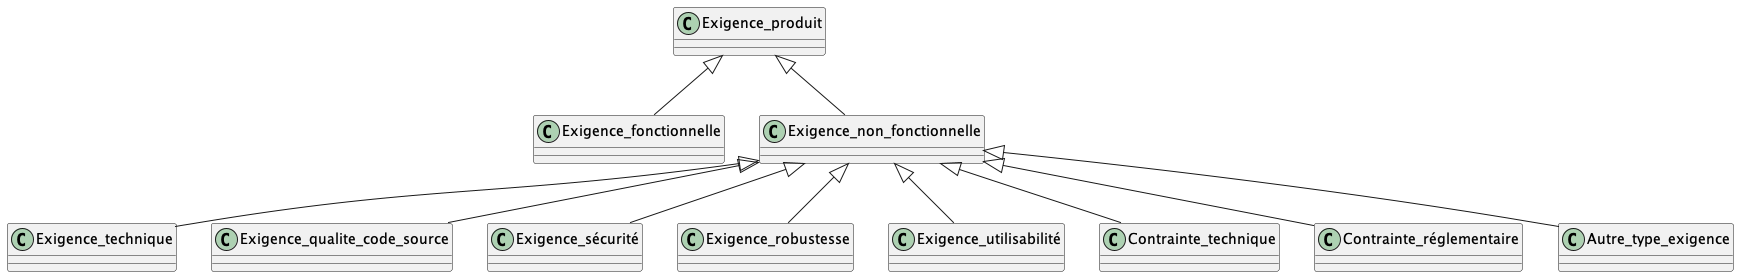 C Exigence_produit
C Exigence_fonctionnelle
C Exigence_non_fonctionnelle
C Exigence_technique
C Exigence_qualite_code_source
C Exigence_sécurité
C Exigence_robustesse
C Exigence_utilisabilité
C Contrainte_technique
C Contrainte_réglementaire
C Autre_type_exigence